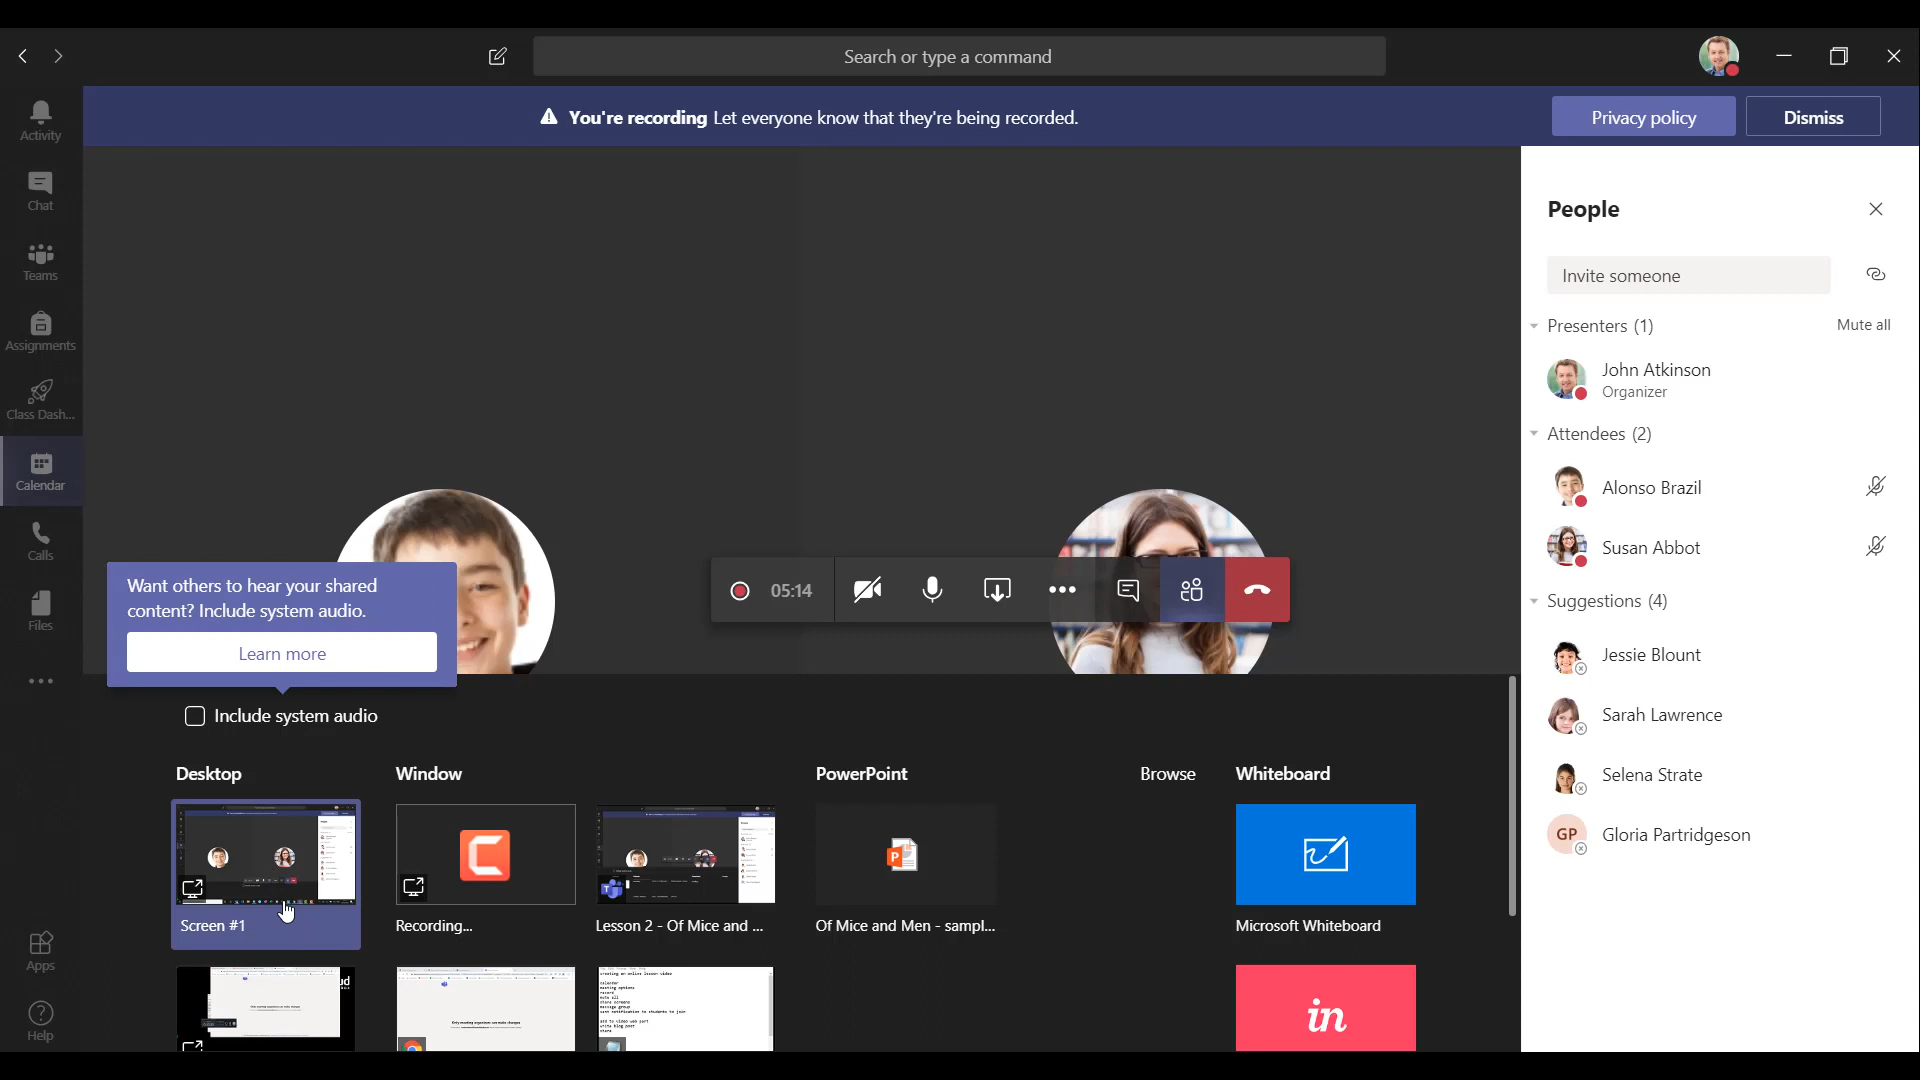 Search or type a command
You're recording Let everyone know that they're being recorded.
Privacy policy
Dismiss
Activity
Chat
Teams
Assignments
Class Dash...
Calendar
Calls
Files
Apps
Help
Want others to hear your shared
content? Include system audio.
Learn more
05:14
Include system audio
Desktop
Window
PowerPoint
Browse
Whiteboard
Screen #1
Recording...
Lesson 2 - Of Mice and ...
Of Mice and Men - sampl...
Microsoft Whiteboard
in
People
Invite someone
Presenters (1)
Mute all
John Atkinson
Organizer
Attendees (2)
Alonso Brazil
Susan Abbot
Suggestions (4)
Jessie Blount
Sarah Lawrence
Selena Strate
GP
Gloria Partridgeson